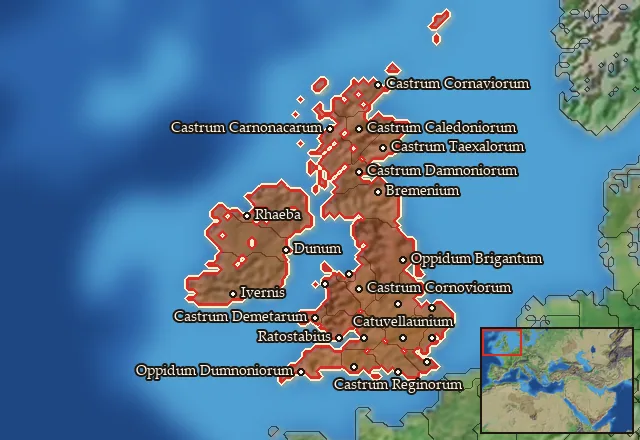 Castrum Cornaviorum
Castrum Carnonacarum
Castrum Caledoniorum
Castrum Taexalorum
Castrum Damnoniorum
Bremenium
Rhaeba
Dunum
Oppidum Brigantum
Ivernis
Castrum Cornoviorum
Castrum Demetarum
Catuvellaunium
Ratostabius
Oppidum Dumnoniorum
Castrum Reginorum